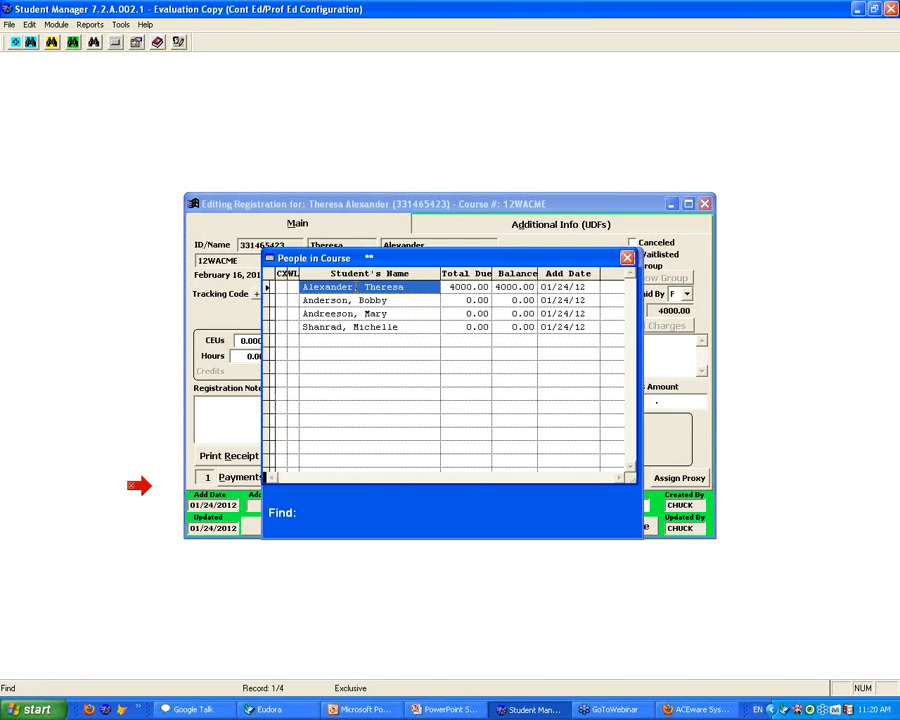 Student Manager 7.2.A.002.1 - Evaluation Copy (Cont Ed/Prof Ed Configuration)
File Edit Module Reports Tools Help
Editing Registration for: Theresa Alexander (331465423) - Course #: 12WACME
Main Additional Info (UDFs)
ID/Name 331465423 Theresa Alexander
Canceled
12WACME
Waitlisted
People in Course **
Group
February 16, 201
CX WL Student's Name Total Due Balance Add Date
Show Group
Alexander, Theresa 4000.00 4000.00 01/24/12
Tracking Code +
aid By F
Anderson, Bobby 0.00 0.00 01/24/12
Andreeson, Mary 0.00 0.00 01/24/12
4000.00
Shanrad, Michelle 0.00 0.00 01/24/12
Charges
CEUs 0.000
Hours 0.00
Credits
Registration Note
Amount
Print Receipt
1 Payments
Assign Proxy
Add Date
Created By
01/24/2012
CHUCK
Find:
Updated
Updated By
01/24/2012
CHUCK
Find Record: 1/4 Exclusive NUM
start Google Talk Eudora Microsoft Po... PowerPoint S... Student Man... GoToWebinar ACEware Sys... EN 11:20 AM